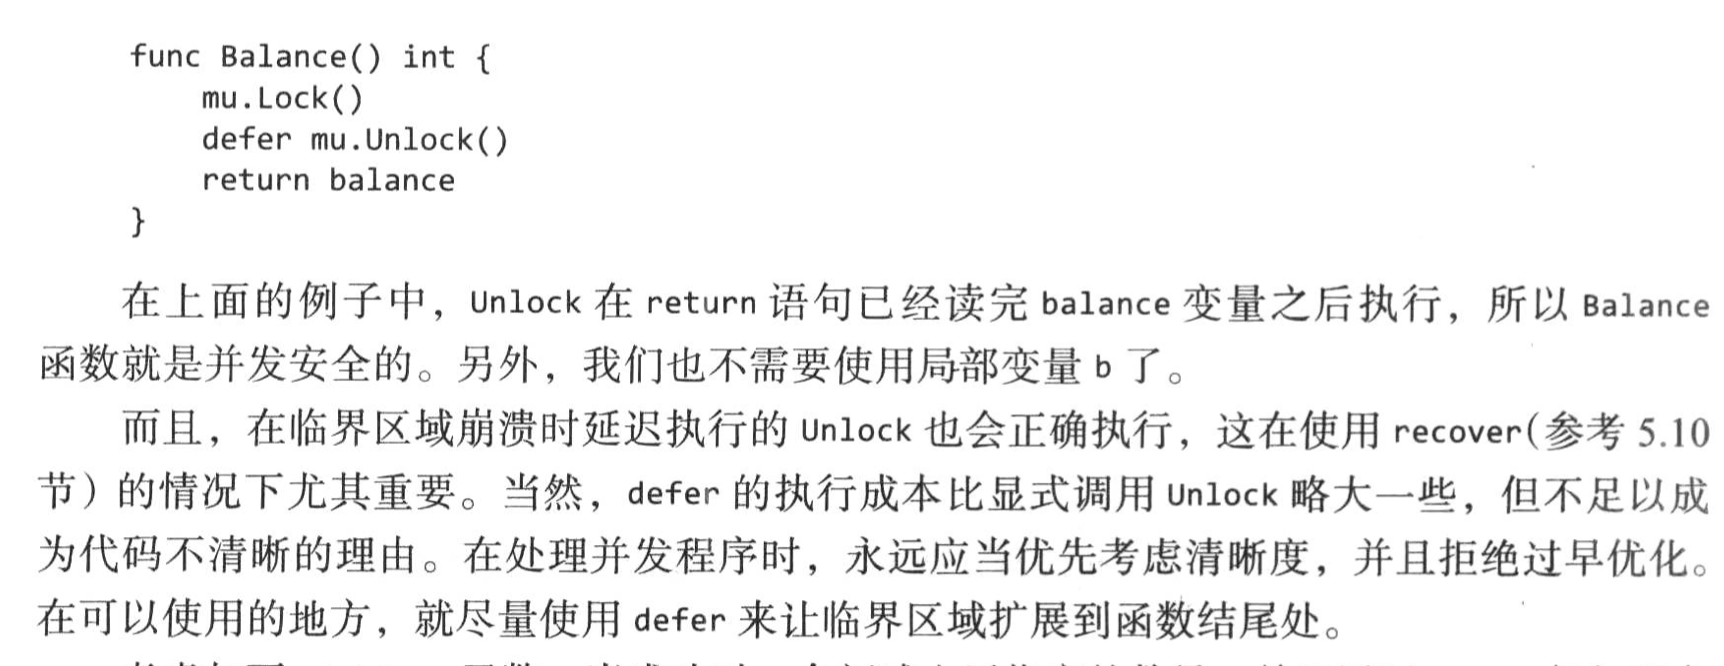 func Balance() int {
mu.Lock()
defer mu.Unlock()
return balance
}
在上面的例子中，Unlock 在 return 语句已经读完 balance 变量之后执行，所以 Balance
函数就是并发安全的。另外，我们也不需要使用局部变量 b 了。
而且，在临界区域崩溃时延迟执行的 Unlock 也会正确执行，这在使用 recover(参考 5.10
节）的情况下尤其重要。当然，defer 的执行成本比显式调用 Unlock 略大一些，但不足以成
为代码不清晰的理由。在处理并发程序时，永远应当优先考虑清晰度，并且拒绝过早优化。
在可以使用的地方，就尽量使用 defer 来让临界区域扩展到函数结尾处。